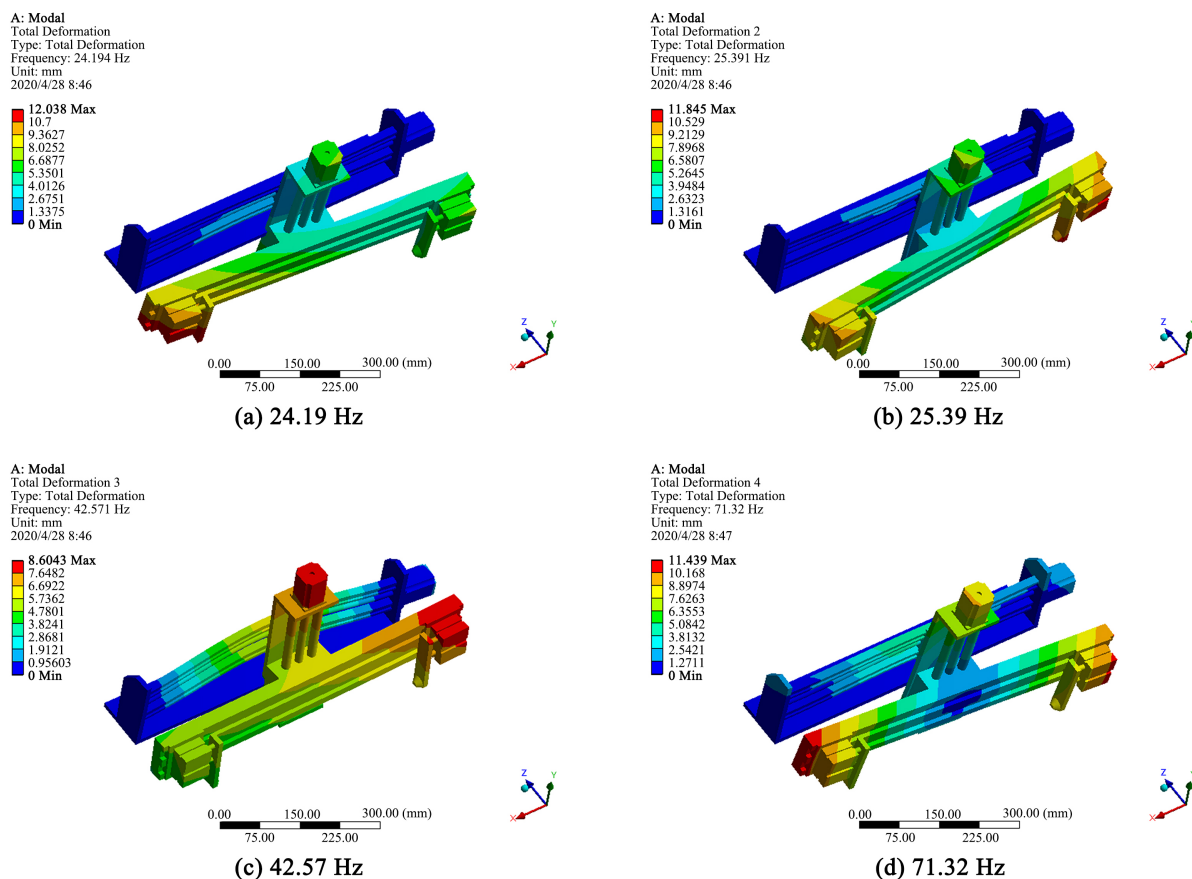 A: Modal
Total Deformation
Type: Total Deformation
Frequency: 24.194 Hz
Unit: mm
2020/4/28 8:46
12.038 Max
10.7
9.3627
8.0252
6.6877
5.3501
4.0126
2.6751
1.3375
0 Min
Z
Y
X
0.00 150.00 300.00 (mm)
75.00 225.00
(a) 24.19 Hz
A: Modal
Total Deformation 2
Type: Total Deformation
Frequency: 25.391 Hz
Unit: mm
2020/4/28 8:46
11.845 Max
10.529
9.2129
7.8968
6.5807
5.2645
3.9484
2.6323
1.3161
0 Min
Z
X
0.00 150.00 300.00 (mm)
75.00 225.00
(b) 25.39 Hz
A: Modal
Total Deformation 3
Type: Total Deformation
Frequency: 42.571 Hz
Unit: mm
2020/4/28 8:46
8.6043 Max
7.6482
6.6922
5.7362
4.7801
3.8241
2.8681
1.9121
0.95603
0 Min
Z
Y
X
0.00 150.00 300.00 (mm)
75.00 225.00
(c) 42.57 Hz
A: Modal
Total Deformation 4
Type: Total Deformation
Frequency: 71.32 Hz
Unit: mm
2020/4/28 8:47
11.439 Max
10.168
8.8974
7.6263
6.3553
5.0842
3.8132
2.5421
1.2711
0 Min
Z
X
0.00 150.00 300.00 (mm)
75.00 225.00
(d) 71.32 Hz